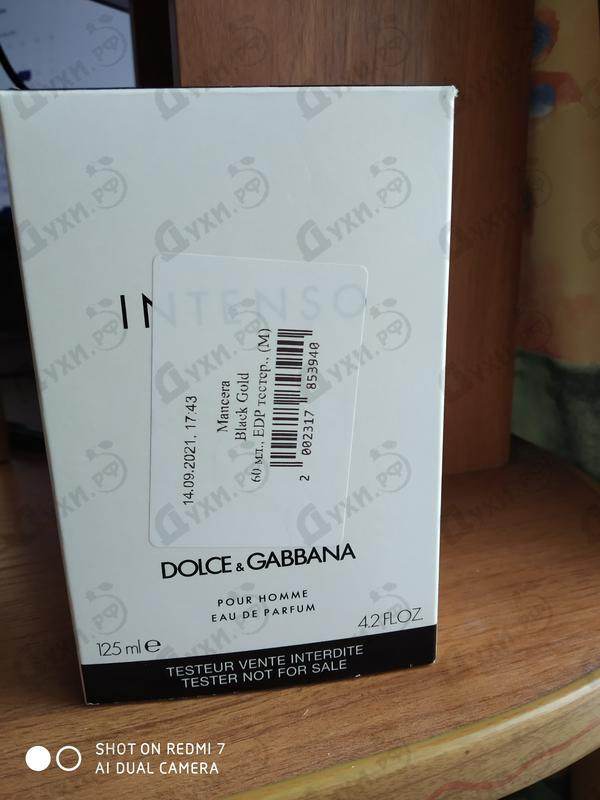 INTENSO
14.09.2021, 17:43
Mancera
Black Gold
60 мл., EDP тестер., (M)
2 002317 853940
DOLCE & GABBANA
POUR HOMME
EAU DE PARFUM
125 ml e
4.2 FL.OZ.
TESTEUR VENTE INTERDITE
TESTER NOT FOR SALE
SHOT ON REDMI 7
AI DUAL CAMERA
Духи.рф